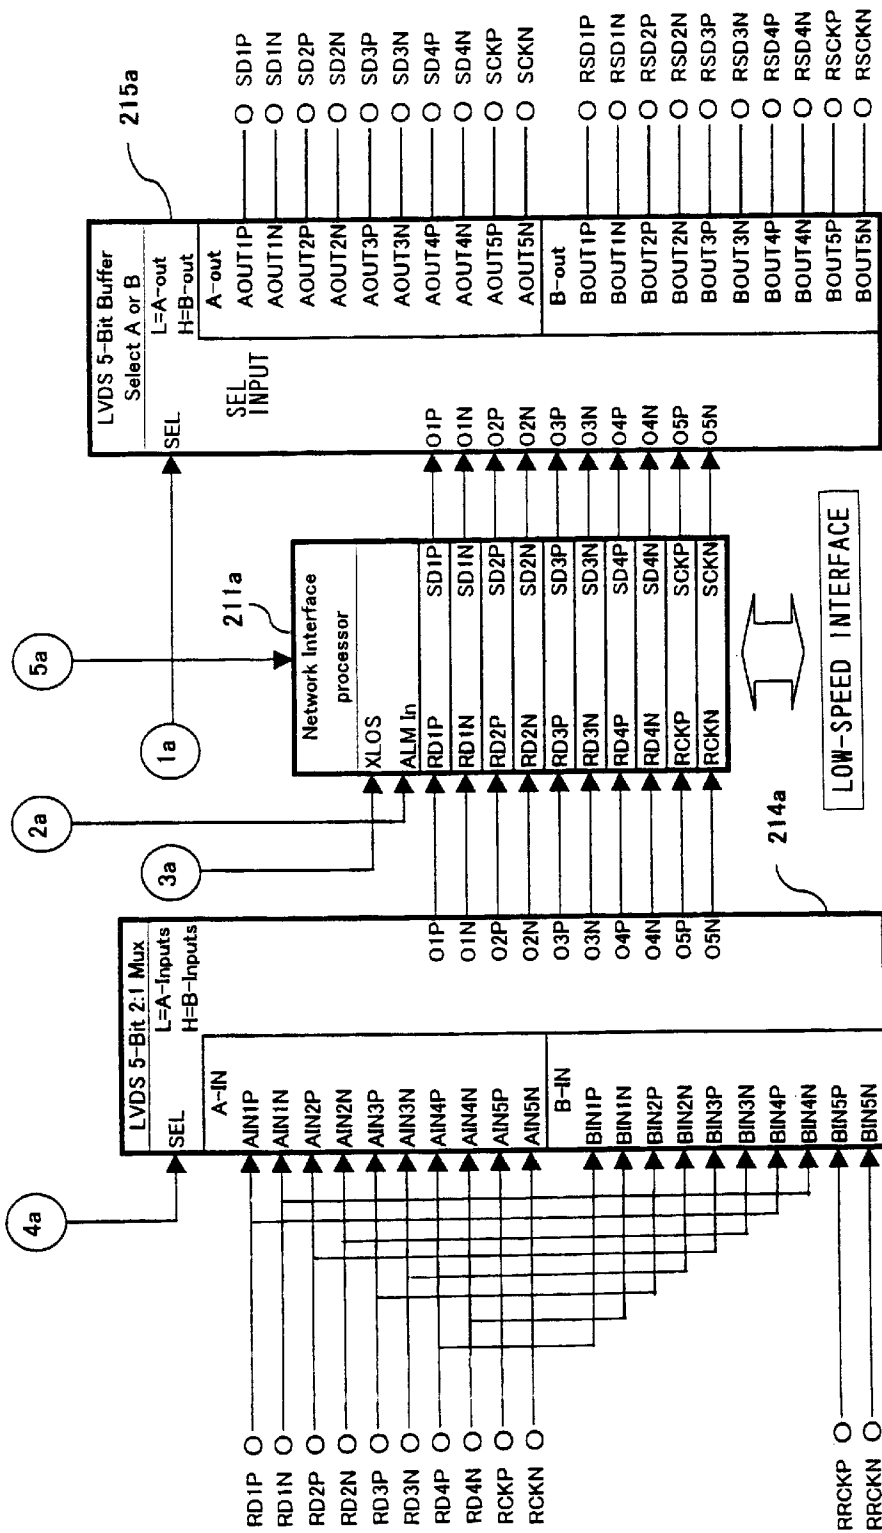 4a
3a
2a
1a
5a
LVDS 5-Bit 2:1 Mux
SEL
L=A-Inputs
H=B-Inputs
A-IN
RD1P
AIN1P
O1P
RD1N
AIN1N
O1N
RD2P
AIN2P
O2P
RD2N
AIN2N
O2N
RD3P
AIN3P
O3P
RD3N
AIN3N
O3N
RD4P
AIN4P
O4P
RD4N
AIN4N
O4N
RCKP
AIN5P
O5P
RCKN
AIN5N
O5N
B-IN
BIN1P
BIN1N
BIN2P
BIN2N
BIN3P
BIN3N
BIN4P
BIN4N
RRCKP
BIN5P
RRCKN
BIN5N
214a
211a
Network Interface
processor
XLOS
ALM In
RD1P SD1P
RD1N SD1N
RD2P SD2P
RD2N SD2N
RD3P SD3P
RD3N SD3N
RD4P SD4P
RD4N SD4N
RCKP SCKP
RCKN SCKN
LOW-SPEED INTERFACE
215a
LVDS 5-Bit Buffer
Select A or B
SEL
L=A-out
H=B-out
SEL
INPUT
O1P
O1N
O2P
O2N
O3P
O3N
O4P
O4N
O5P
O5N
A-out
AOUT1P SD1P
AOUT1N SD1N
AOUT2P SD2P
AOUT2N SD2N
AOUT3P SD3P
AOUT3N SD3N
AOUT4P SD4P
AOUT4N SD4N
AOUT5P SCKP
AOUT5N SCKN
B-out
BOUT1P RSD1P
BOUT1N RSD1N
BOUT2P RSD2P
BOUT2N RSD2N
BOUT3P RSD3P
BOUT3N RSD3N
BOUT4P RSD4P
BOUT4N RSD4N
BOUT5P RSCKP
BOUT5N RSCKN